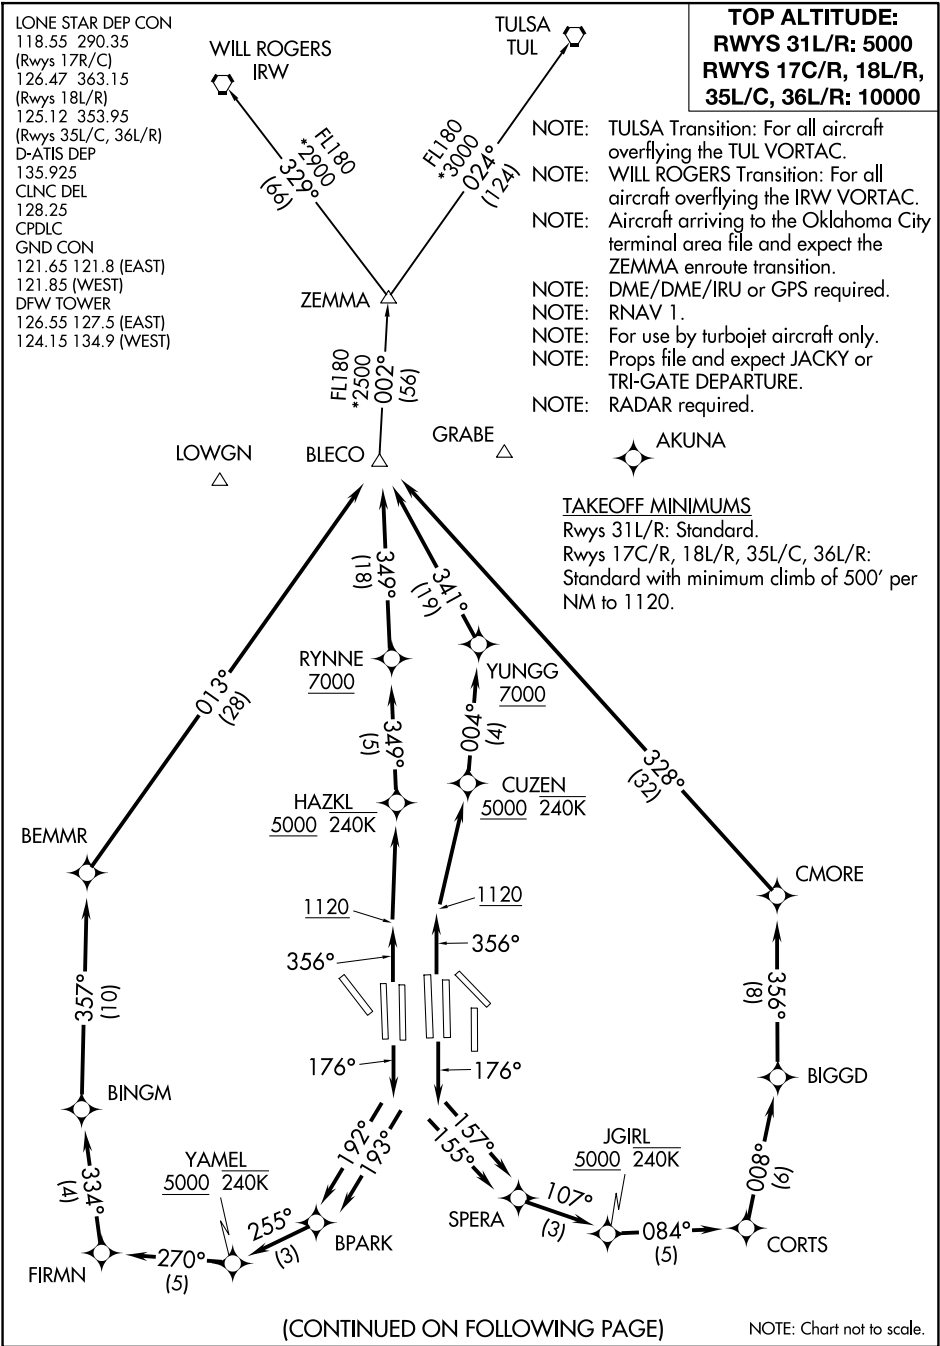 LONE STAR DEP CON
118.55 290.35
(Rwys 17R/C)
126.47 363.15
(Rwys 18L/R)
125.12 353.95
(Rwys 35L/C, 36L/R)
D-ATIS DEP
135.925
CLNC DEL
128.25
CPDLC
GND CON
121.65 121.8 (EAST)
121.85 (WEST)
DFW TOWER
126.55 127.5 (EAST)
124.15 134.9 (WEST)
WILL ROGERS
IRW
TULSA
TUL
TOP ALTITUDE:
RWYS 31L/R: 5000
RWYS 17C/R, 18L/R,
35L/C, 36L/R: 10000
NOTE: TULSA Transition: For all aircraft
overflying the TUL VORTAC.
NOTE: WILL ROGERS Transition: For all
aircraft overflying the IRW VORTAC.
NOTE: Aircraft arriving to the Oklahoma City
terminal area file and expect the
ZEMMA enroute transition.
NOTE: DME/DME/IRU or GPS required.
NOTE: RNAV 1.
NOTE: For use by turbojet aircraft only.
NOTE: Props file and expect JACKY or
TRI-GATE DEPARTURE.
NOTE: RADAR required.
FL180
*2900
329°
(66)
FL180
*3000
024°
(124)
ZEMMA
FL180
*2500
002°
(56)
LOWGN
BLECO
GRABE
AKUNA
TAKEOFF MINIMUMS
Rwys 31L/R: Standard.
Rwys 17C/R, 18L/R, 35L/C, 36L/R:
Standard with minimum climb of 500' per
NM to 1120.
349°
(18)
341°
(19)
RYNNE
7000
YUNGG
7000
013°
(28)
349°
(5)
004°
(4)
328°
(32)
HAZKL
5000 240K
CUZEN
5000 240K
BEMMR
CMORE
1120
1120
356°
356°
357°
(10)
356°
(8)
176°
176°
BINGM
BIGGD
192°
193°
157°
155°
YAMEL
5000 240K
JGIRL
5000 240K
334°
(4)
008°
(6)
255°
(3)
BPARK
SPERA
107°
(3)
084°
(5)
CORTS
FIRMN
270°
(5)
(CONTINUED ON FOLLOWING PAGE)
NOTE: Chart not to scale.